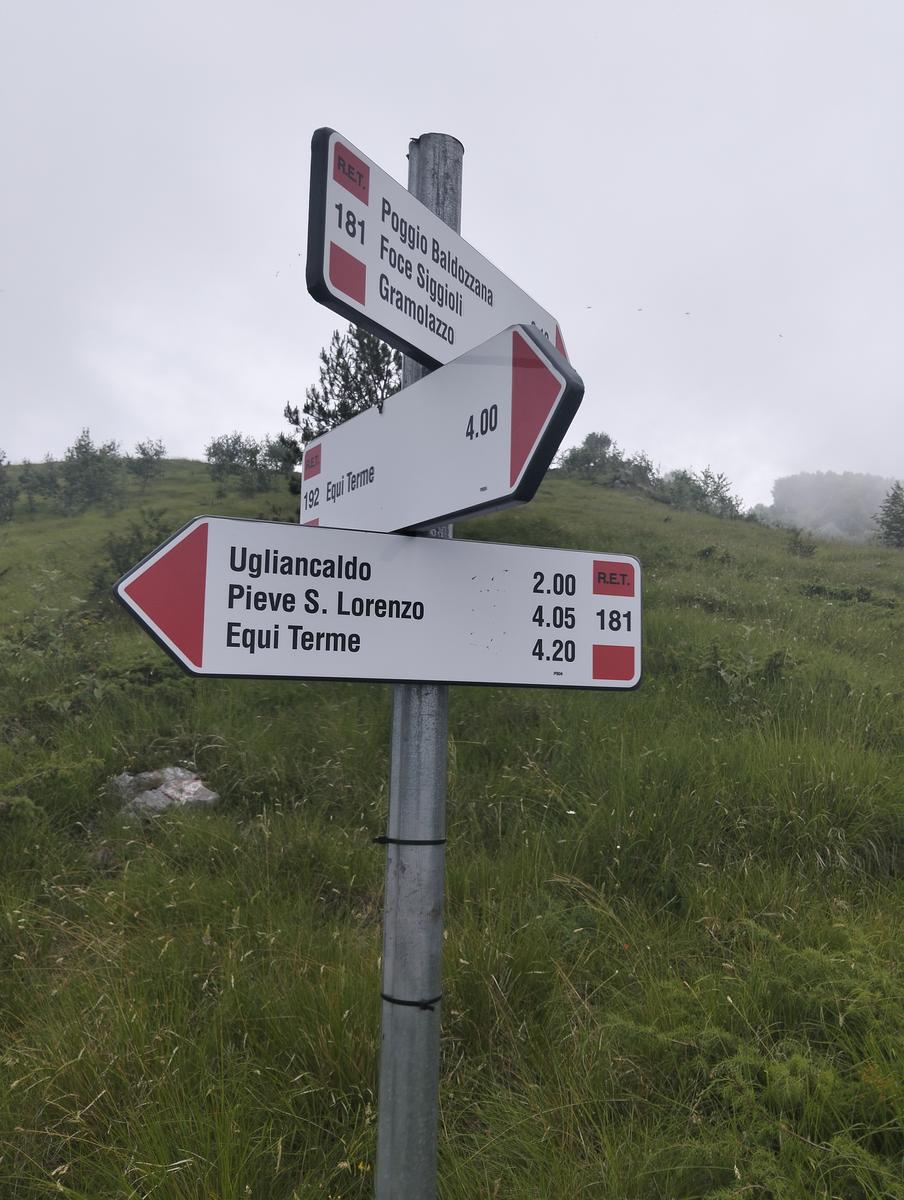 R.E.T.
181
Poggio Baldozzana
Foce Siggioli
Gramolazzo
4.00
R.E.T.
192 Equi Terme
Ugliancaldo 2.00 R.E.T.
Pieve S. Lorenzo 4.05 181
Equi Terme 4.20